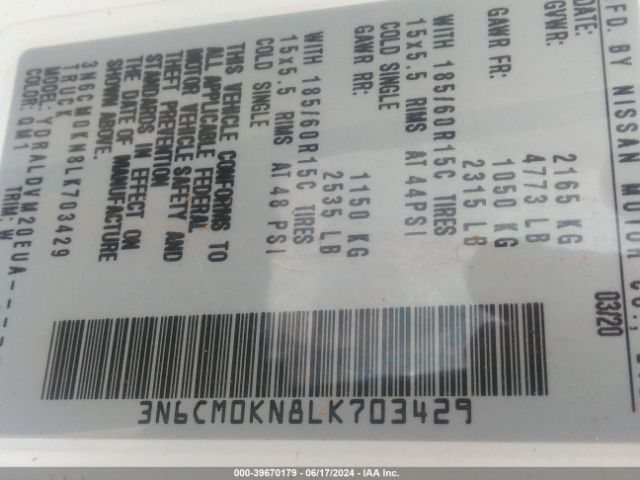 FD. BY NISSAN MOTOR CO.,
DATE: 03/20
GVWR: 2165 KG
4773 LB
GAWR FR: 1050 KG
2315 LB
WITH 185/60R15C TIRES
15x5.5 RIMS AT 44PSI
COLD SINGLE
GAWR RR: 1150 KG
2535 LB
WITH 185/60R15C TIRES
15x5.5 RIMS AT 48 PSI
COLD SINGLE
THIS VEHICLE CONFORMS TO
ALL APPLICABLE FEDERAL
MOTOR VEHICLE SAFETY AND
THEFT PREVENTION
STANDARDS IN EFFECT ON
THE DATE OF MANUFACTURE
SHOWN ABOVE.
3N6CM0KN8LK703429
TRUCK
MODEL: YDRALDVM20EUA-----
COLOR: QM1 TRIM: W
3N6CM0KN8LK703429
000-39670179 - 06/17/2024 - IAA Inc.